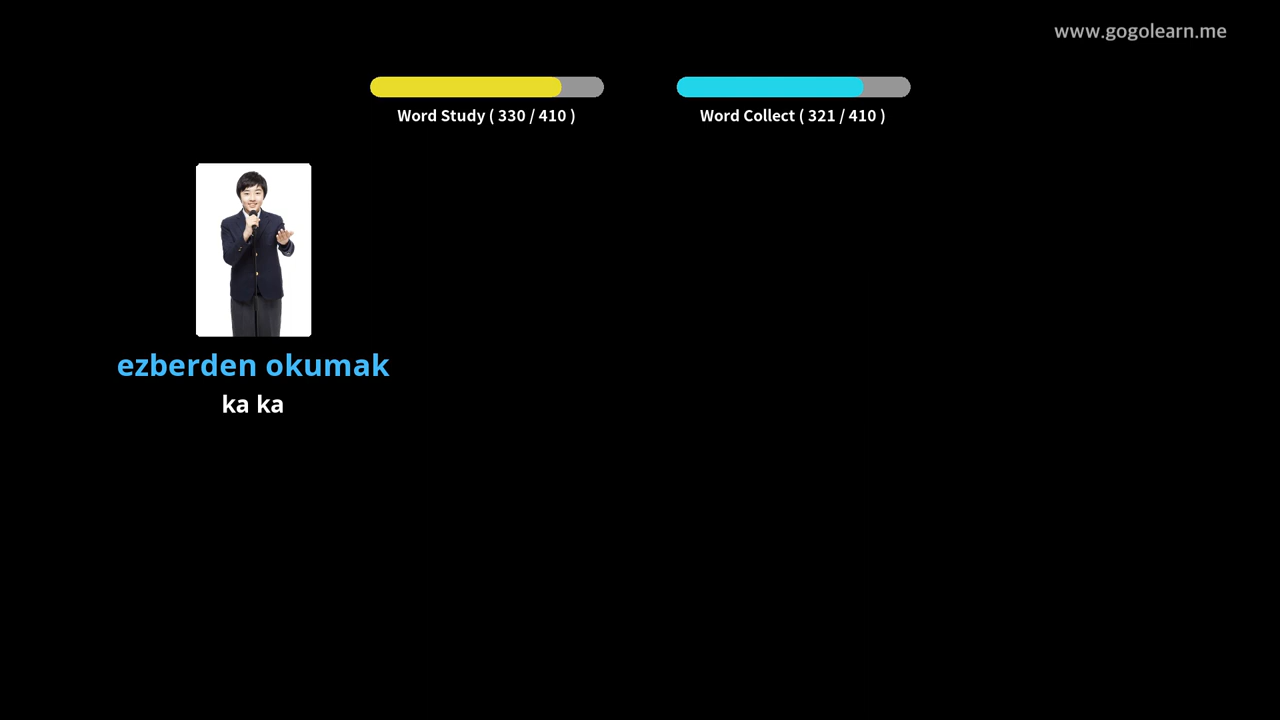 www.gogolearn.me
Word Study ( 330 / 410 )
Word Collect ( 321 / 410 )
ezberden okumak
ka ka